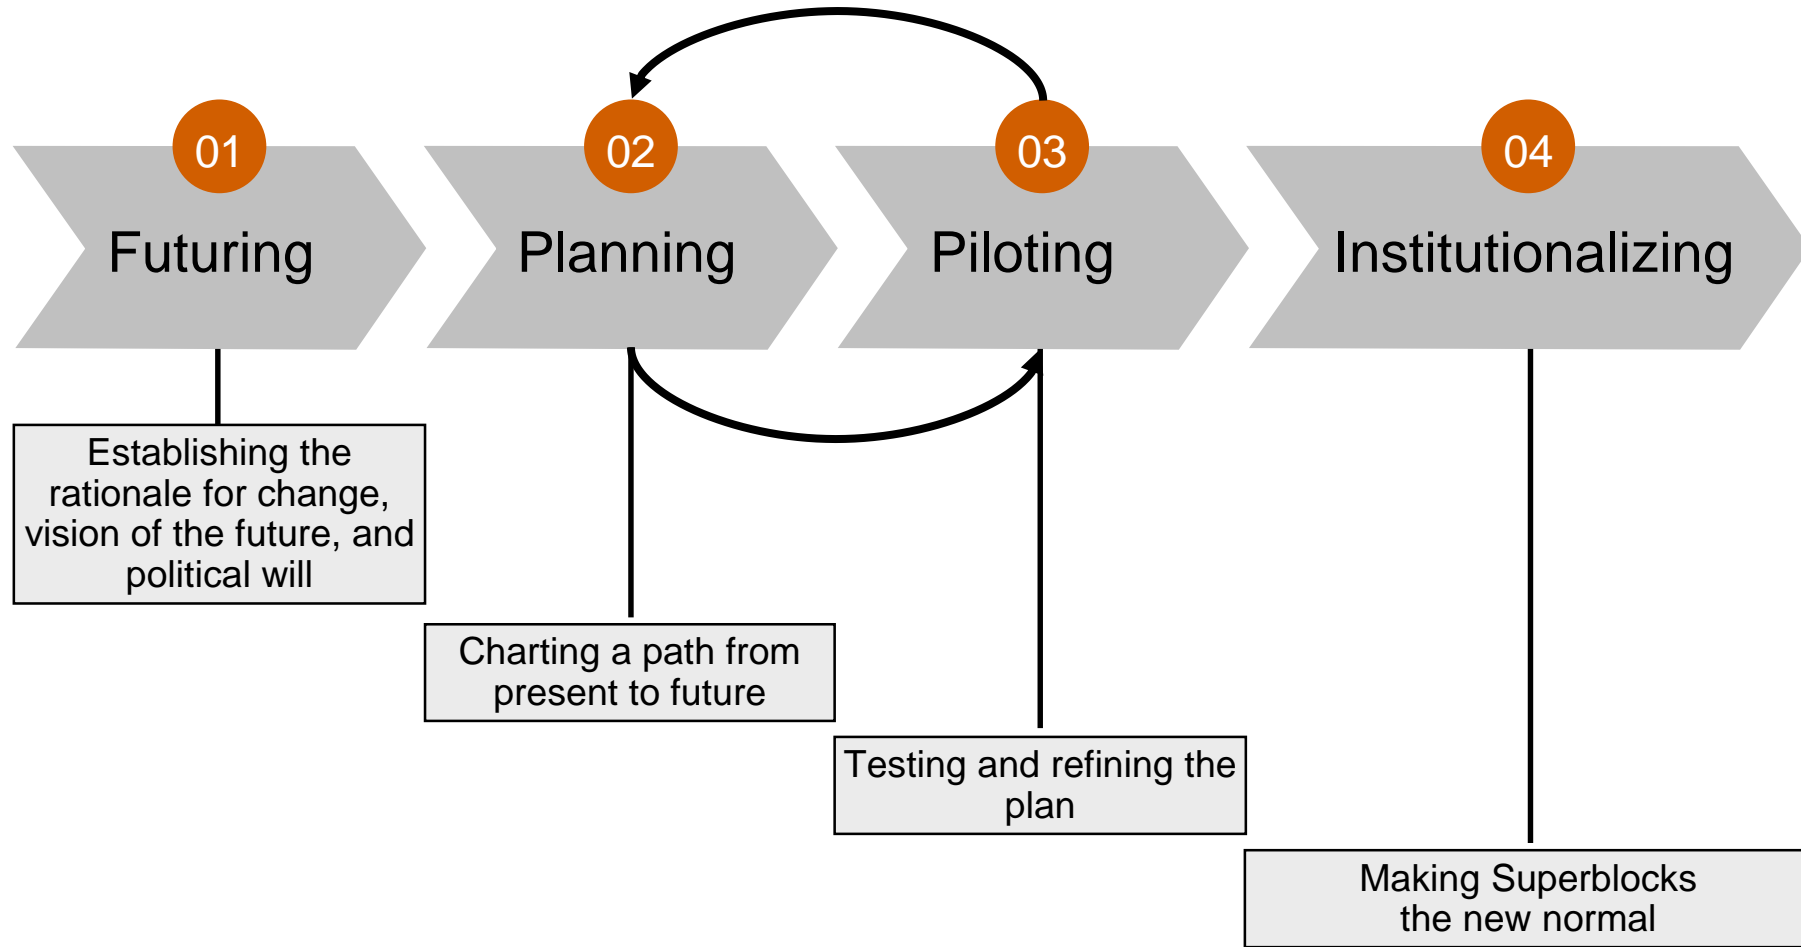 01
02
03
04
Futuring
Planning
Piloting
Institutionalizing
Establishing the
rationale for change,
vision of the future, and
political will
Charting a path from
present to future
Testing and refining the
plan
Making Superblocks
the new normal